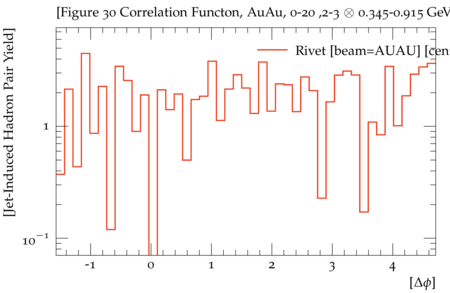 [Figure 30 Correlation Functon, AuAu, 0-20 ,2-3 ⊗ 0.345-0.915 GeV
Rivet [beam=AUAU] [cen
[Jet-Induced Hadron Pair Yield]
1
10⁻¹
-1 0 1 2 3 4
[Δϕ]